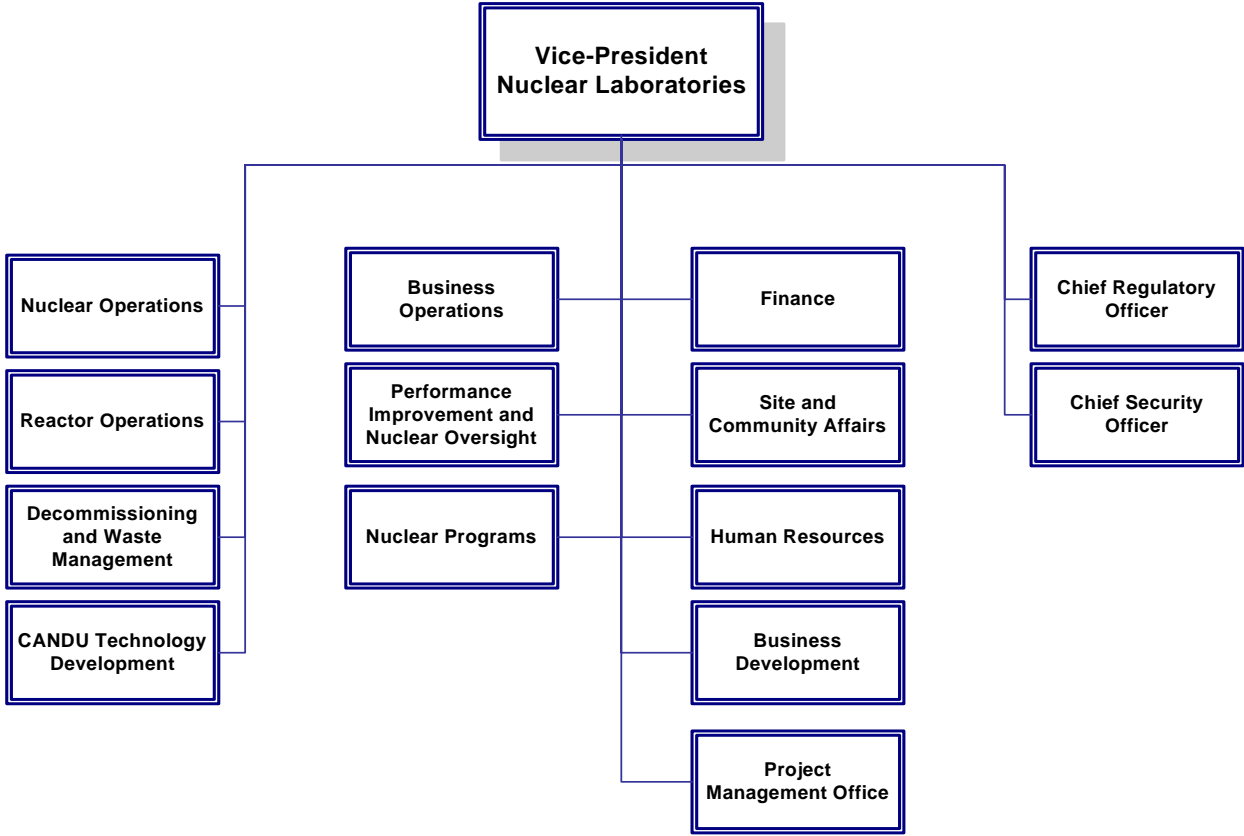 Vice-President
Nuclear Laboratories
Nuclear Operations
Reactor Operations
Decommissioning
and Waste
Management
CANDU Technology
Development
Business
Operations
Performance
Improvement and
Nuclear Oversight
Nuclear Programs
Finance
Site and
Community Affairs
Human Resources
Business
Development
Project
Management Office
Chief Regulatory
Officer
Chief Security
Officer